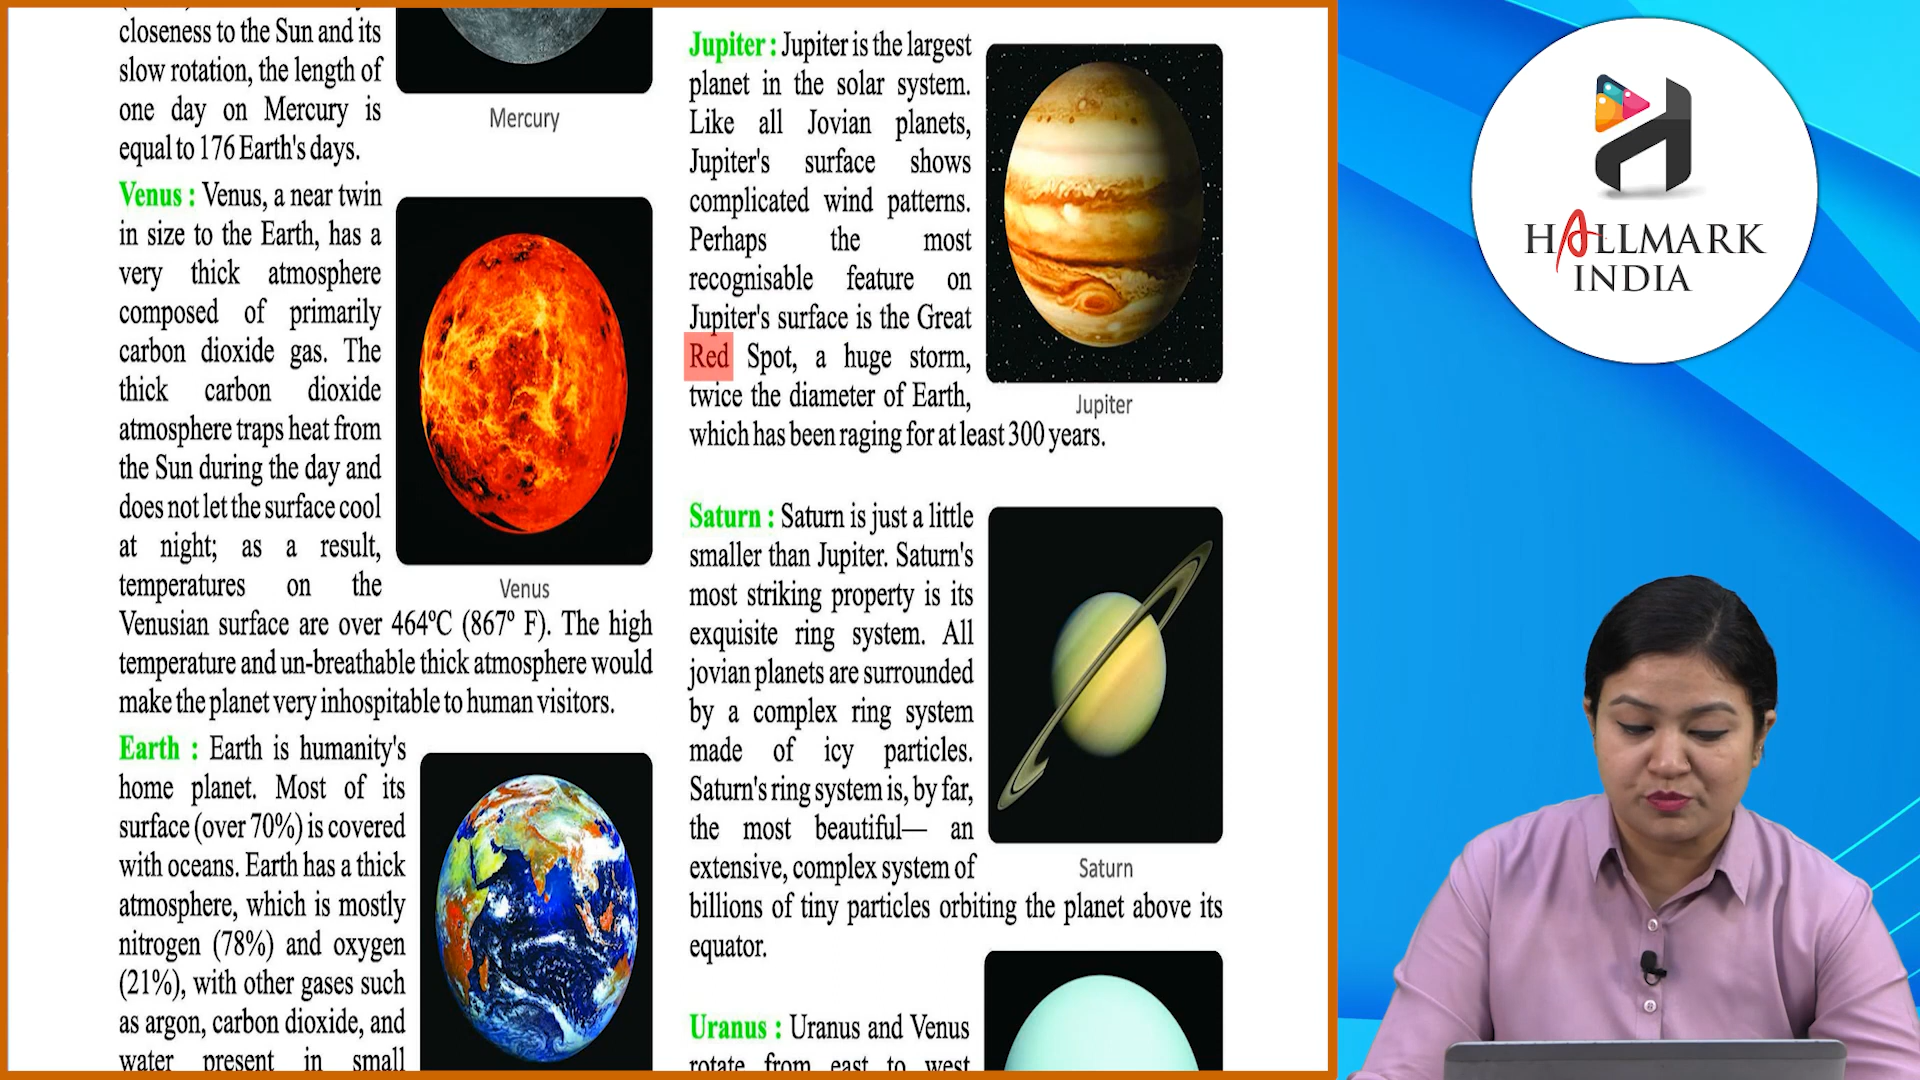 closeness to the Sun and its
slow rotation, the length of
one day on Mercury is
equal to 176 Earth's days.
Mercury
Venus : Venus, a near twin
in size to the Earth, has a
very thick atmosphere
composed of primarily
carbon dioxide gas. The
thick carbon dioxide
atmosphere traps heat from
the Sun during the day and
does not let the surface cool
at night; as a result,
temperatures on the
Venusian surface are over 464ºC (867º F). The high
temperature and un-breathable thick atmosphere would
make the planet very inhospitable to human visitors.
Venus
Earth : Earth is humanity's
home planet. Most of its
surface (over 70%) is covered
with oceans. Earth has a thick
atmosphere, which is mostly
nitrogen (78%) and oxygen
(21%), with other gases such
as argon, carbon dioxide, and
water present in small
Jupiter : Jupiter is the largest
planet in the solar system.
Like all Jovian planets,
Jupiter's surface shows
complicated wind patterns.
Perhaps the most
recognisable feature on
Jupiter's surface is the Great
Red Spot, a huge storm,
twice the diameter of Earth,
which has been raging for at least 300 years.
Jupiter
Saturn : Saturn is just a little
smaller than Jupiter. Saturn's
most striking property is its
exquisite ring system. All
jovian planets are surrounded
by a complex ring system
made of icy particles.
Saturn's ring system is, by far,
the most beautiful— an
extensive, complex system of
billions of tiny particles orbiting the planet above its
equator.
Saturn
Uranus : Uranus and Venus
rotate from east to west
HALLMARK
INDIA